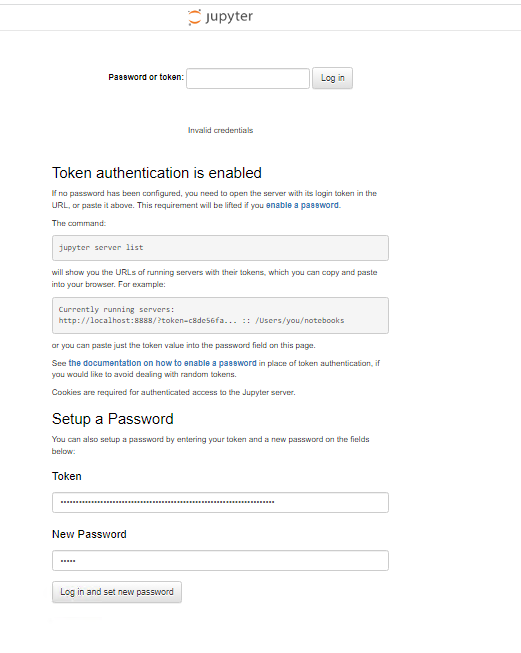 jupyter
Password or token:
Log in
Invalid credentials
Token authentication is enabled
If no password has been configured, you need to open the server with its login token in the
URL, or paste it above. This requirement will be lifted if you enable a password.
The command:
jupyter server list
will show you the URLs of running servers with their tokens, which you can copy and paste
into your browser. For example:
Currently running servers:
http://localhost:8888/?token=c8de56fa... :: /Users/you/notebooks
or you can paste just the token value into the password field on this page.
See the documentation on how to enable a password in place of token authentication, if
you would like to avoid dealing with random tokens.
Cookies are required for authenticated access to the Jupyter server.
Setup a Password
You can also setup a password by entering your token and a new password on the fields
below:
Token
New Password
Log in and set new password